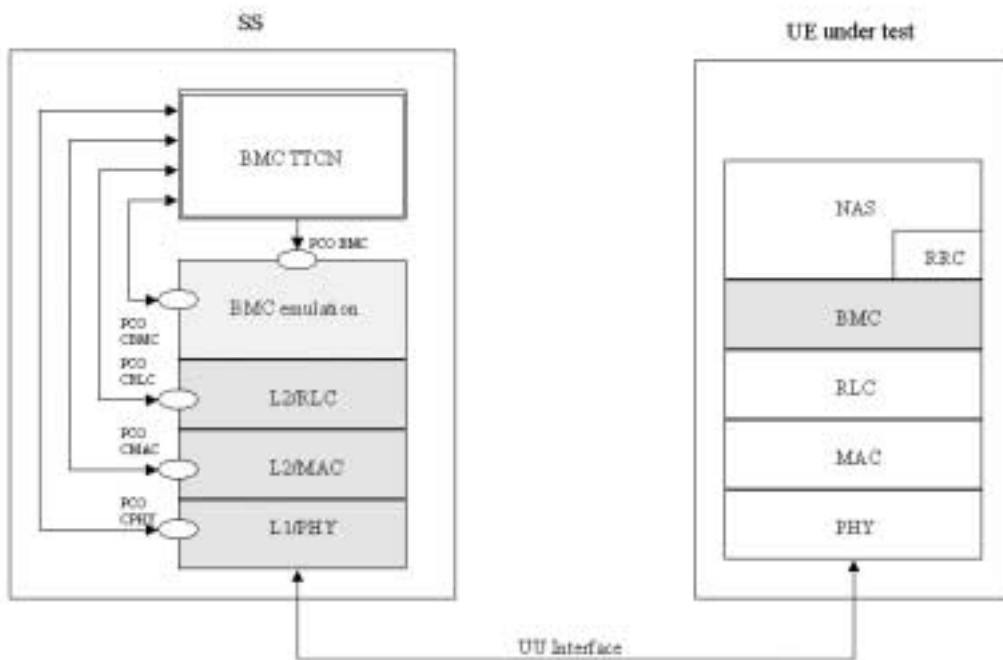 SS
UE under test
BMC TTCN
PCO BMC
BMC emulation
PCO
CBMC
PCO
CRLC
L2/RLC
PCO
CMAC
L2/MAC
PCO
CPHY
L1/PHY
NAS
RRC
BMC
RLC
MAC
PHY
UU Interface